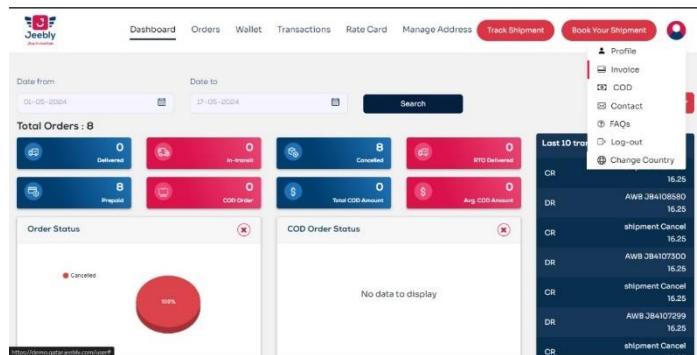 Jeebly
Dashboard Orders Wallet Transactions Rate Card Manage Address Track Shipment Book Your Shipment
Profile
Invoice
COD
Contact
FAQs
Log-out
Change Country
Date from Date to
01-05-2024 17-05-2024 Search
Total Orders : 8
0
Delivered
0
In-transit
8
Cancelled
0
RTO Delivered
8
Prepaid
0
COD Order
0
Total COD Amount
0
Avg. COD Amount
Order Status
Cancelled
100%
COD Order Status
No data to display
Last 10 tran
CR
16.25
DR AWB JB4108580
16.25
CR shipment Cancel
16.25
DR AWB JB4107300
16.25
CR shipment Cancel
16.25
DR AWB JB4107299
16.25
CR shipment Cancel
https://demo.qatar.jeebly.com/user#